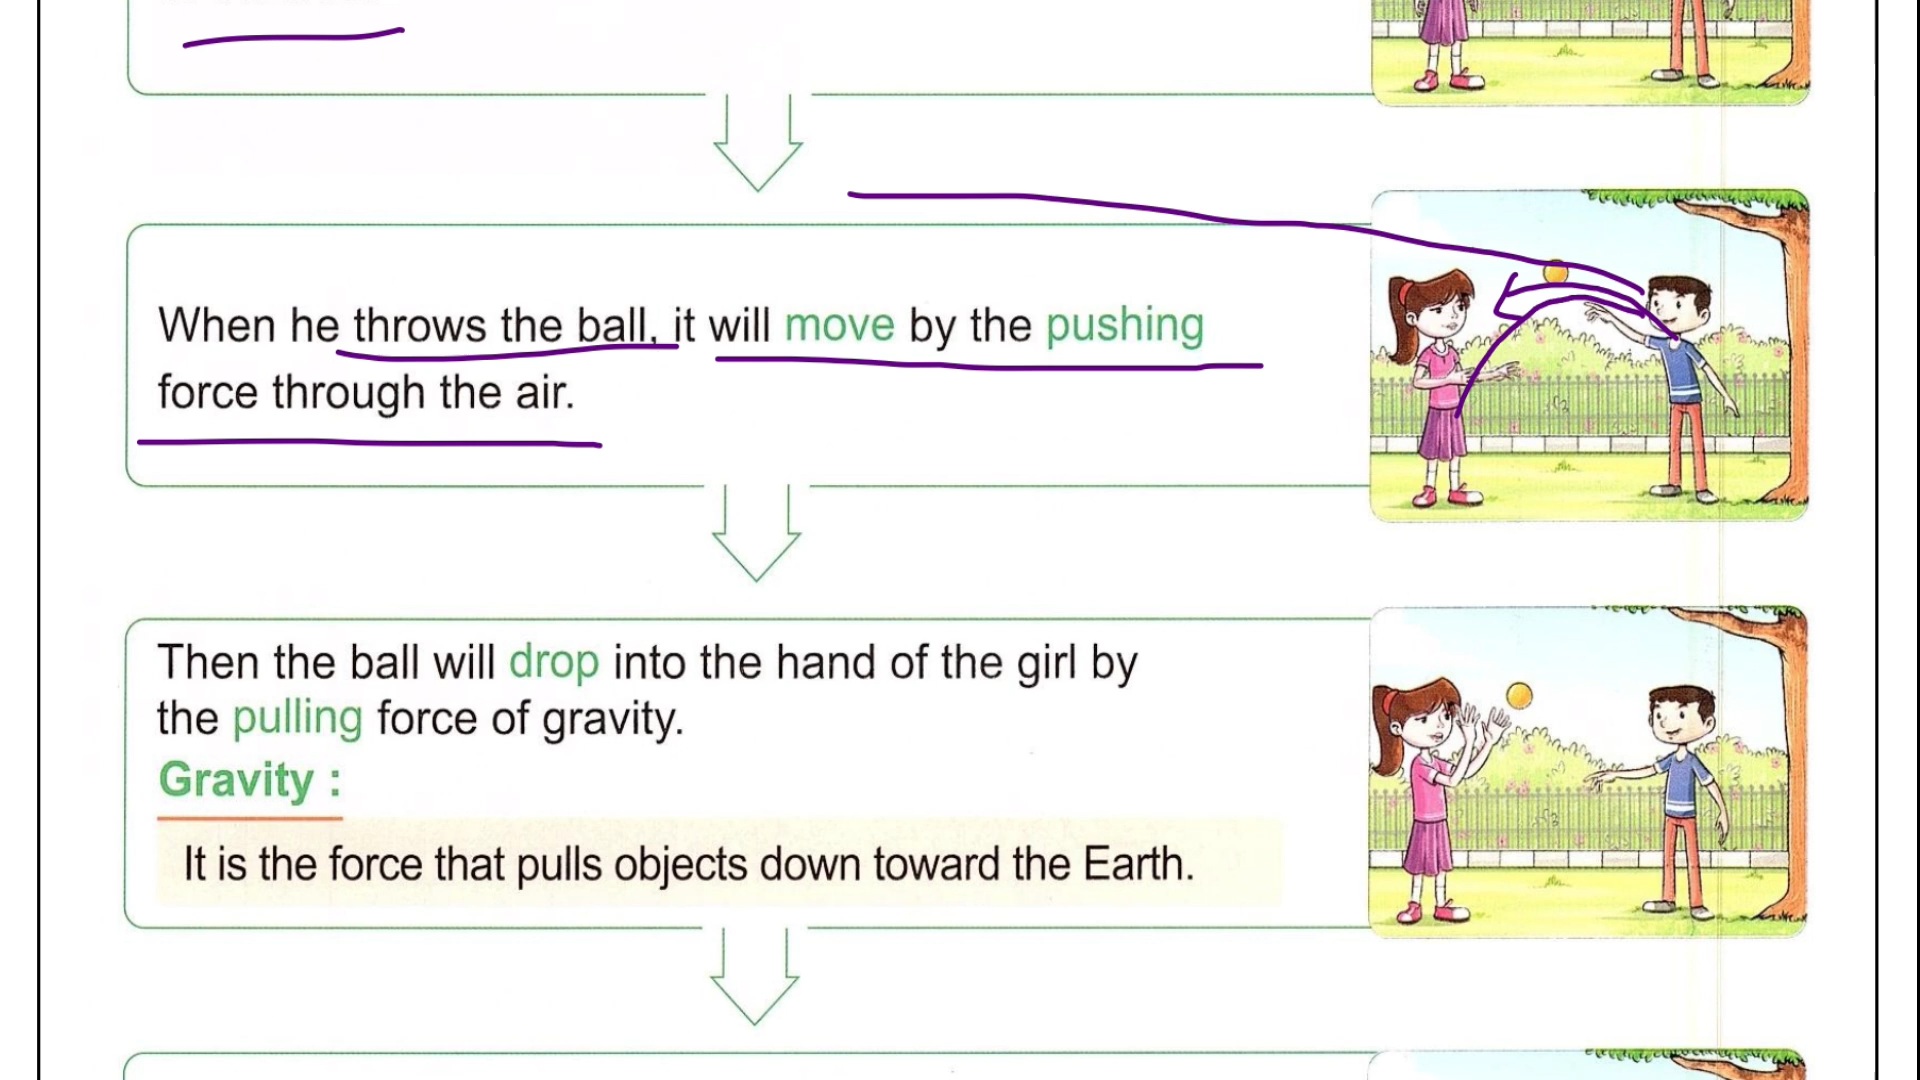 When he throws the ball, it will move by the pushing
force through the air.
Then the ball will drop into the hand of the girl by
the pulling force of gravity.
Gravity :
It is the force that pulls objects down toward the Earth.